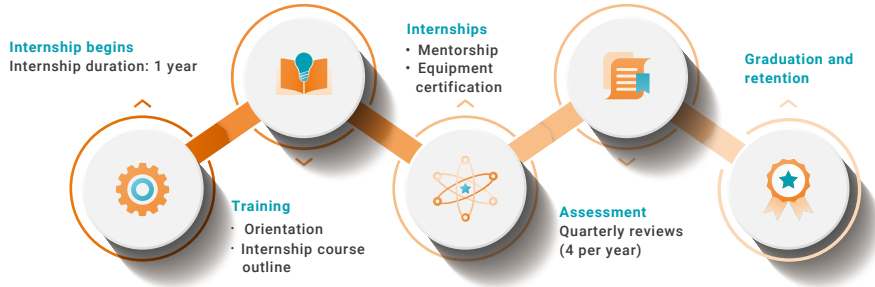 Internship begins
Internship duration: 1 year
Training
· Orientation
· Internship course
outline
Internships
• Mentorship
• Equipment
certification
Assessment
Quarterly reviews
(4 per year)
Graduation and
retention